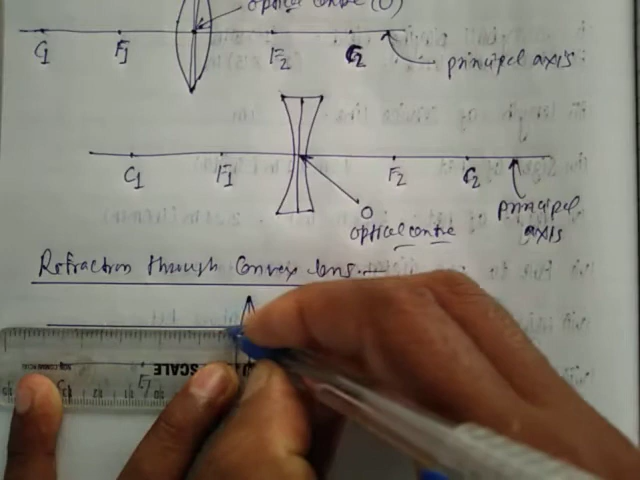 optical centre (O)
C1 F1 F2 C2
principal axis
C1 F1 F2 C2
O
optical centre
principal
axis
Refraction through Convex lens.
SCALE